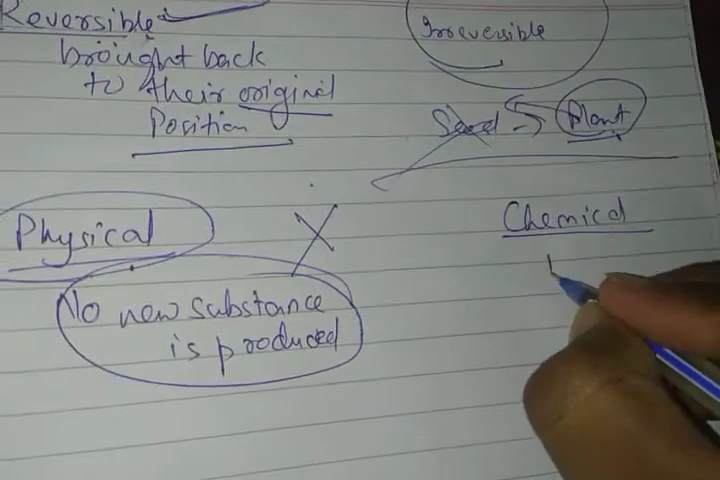 Reversible
brought back
to their original
Position
Irreversible
Seed Plant
Physical
No new substance
is produced
Chemical